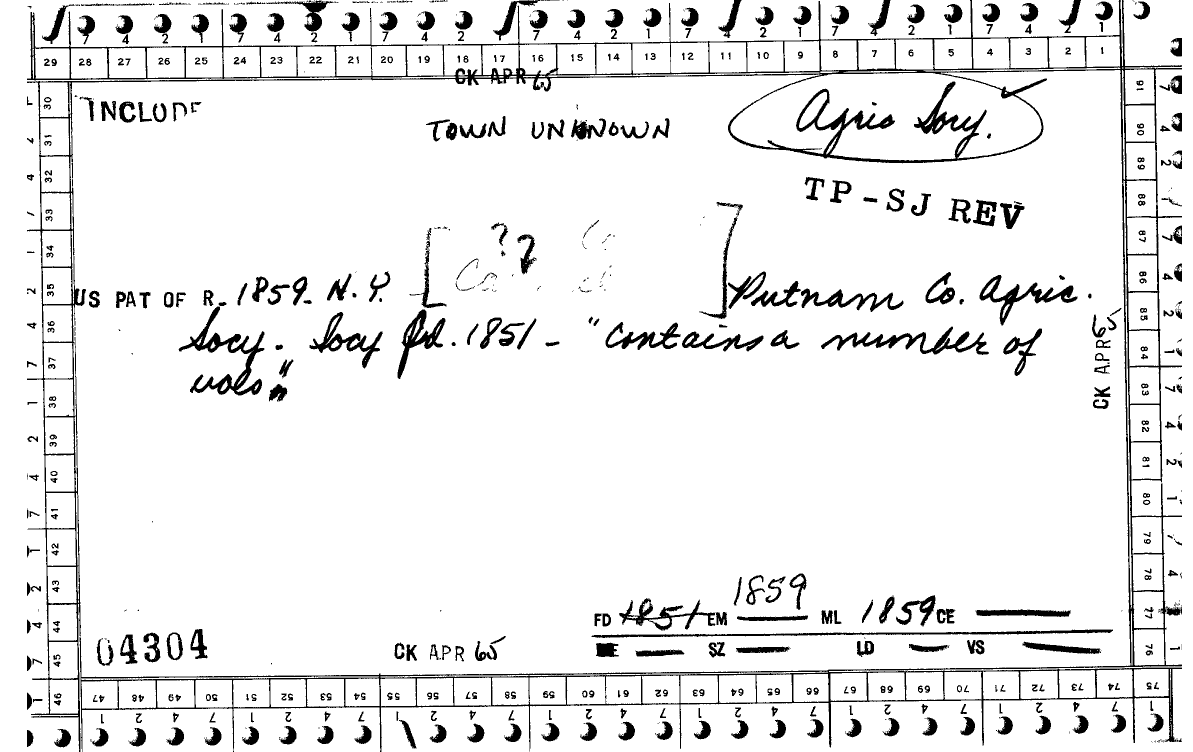 7 4 2 1 7 4 2 1 7 4 2 1 7 4 2 1 7 4 2 1 7 4 2 1 7 4 2 1
29 28 27 26 25 24 23 22 21 20 19 18 17 16 15 14 13 12 11 10 9 8 7 6 5 4 3 2 1
CK APR 65
INCLUDE
TOWN UNKNOWN
Agric Socy.
TP-SJ REV
[ ?? Co
]
US PAT OF R- 1859- N.Y. Putnam Co. Agric.
Socy. Socy fd. 1851 - "contains a number of
vols"
CK APR 65
1859
FD 1851 EM ML 1859 CE
SZ LD VS
04304 CK APR 65
30 31 32 33 34 35 36 37 38 39 40 41 42 43 44 45 46
91 90 89 88 87 86 85 84 83 82 81 80 79 78 77 76
47 48 49 50 51 52 53 54 55 56 57 58 59 60 61 62 63 64 65 66 67 68 69 70 71 72 73 74 75